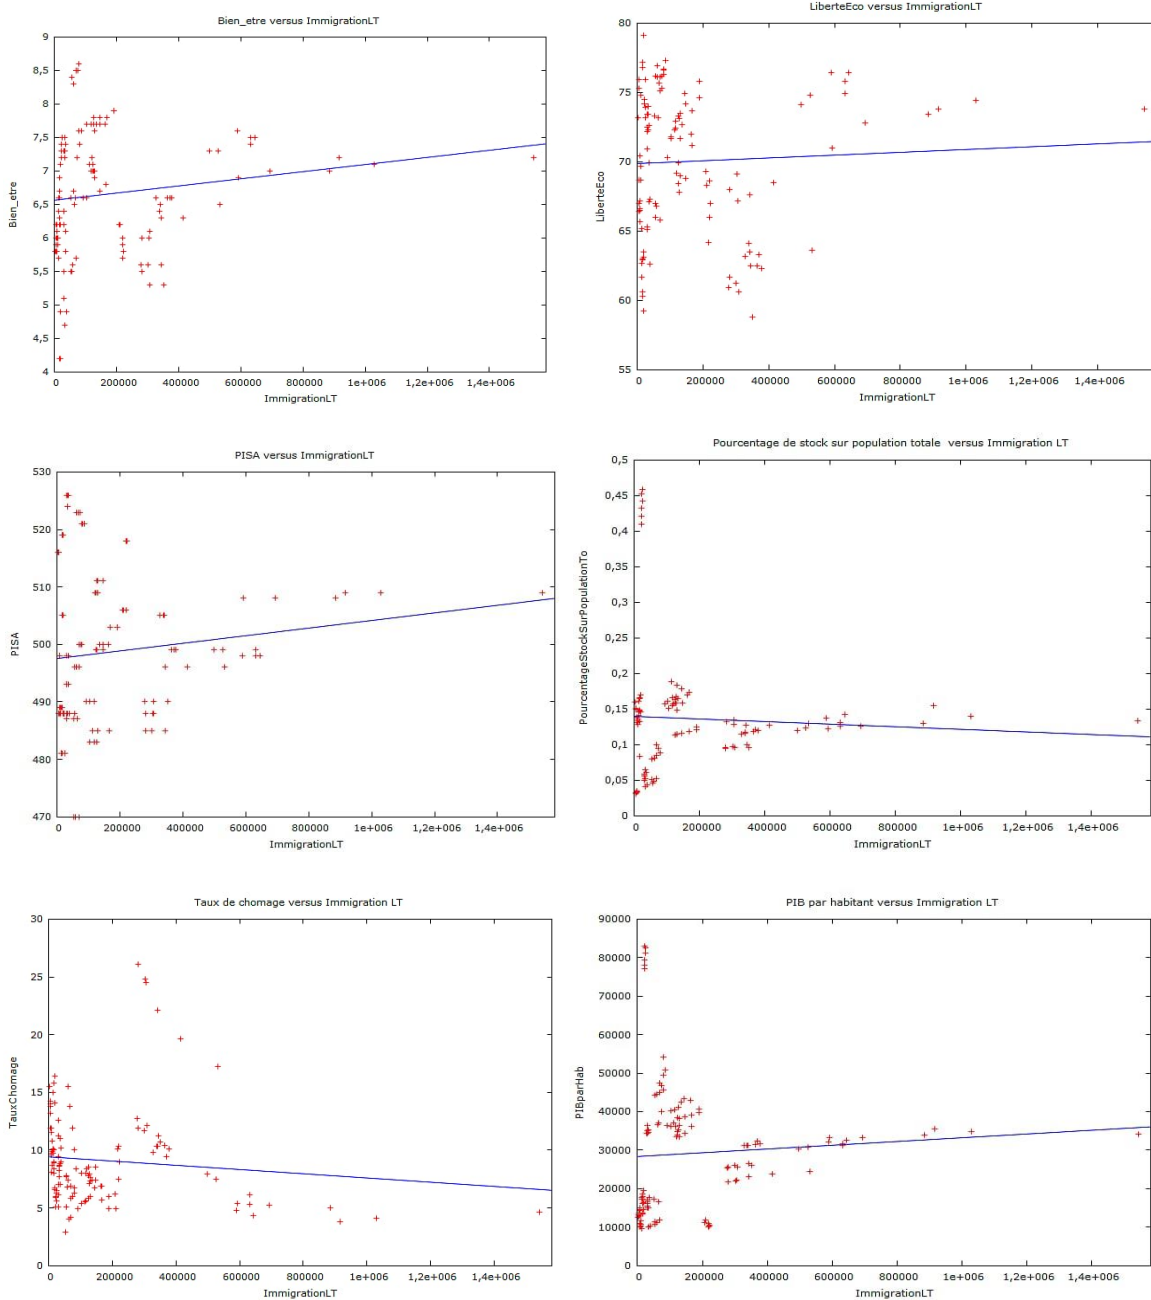 Bien_etre versus ImmigrationLT
9
8,5
8
7,5
7
6,5
6
5,5
5
4,5
4
Bien_etre
0 200000 400000 600000 800000 1e+006 1,2e+006 1,4e+006
ImmigrationLT
LiberteEco versus ImmigrationLT
80
75
70
65
60
55
LiberteEco
0 200000 400000 600000 800000 1e+006 1,2e+006 1,4e+006
ImmigrationLT
PISA versus ImmigrationLT
530
520
510
500
490
480
470
PISA
0 200000 400000 600000 800000 1e+006 1,2e+006 1,4e+006
ImmigrationLT
Pourcentage de stock sur population totale versus Immigration LT
0,5
0,45
0,4
0,35
0,3
0,25
0,2
0,15
0,1
0,05
0
PourcentageStockSurPopulationTo
0 200000 400000 600000 800000 1e+006 1,2e+006 1,4e+006
ImmigrationLT
Taux de chomage versus Immigration LT
30
25
20
15
10
5
0
TauxChomage
0 200000 400000 600000 800000 1e+006 1,2e+006 1,4e+006
ImmigrationLT
PIB par habitant versus Immigration LT
90000
80000
70000
60000
50000
40000
30000
20000
10000
0
PIBparHab
0 200000 400000 600000 800000 1e+006 1,2e+006 1,4e+006
ImmigrationLT